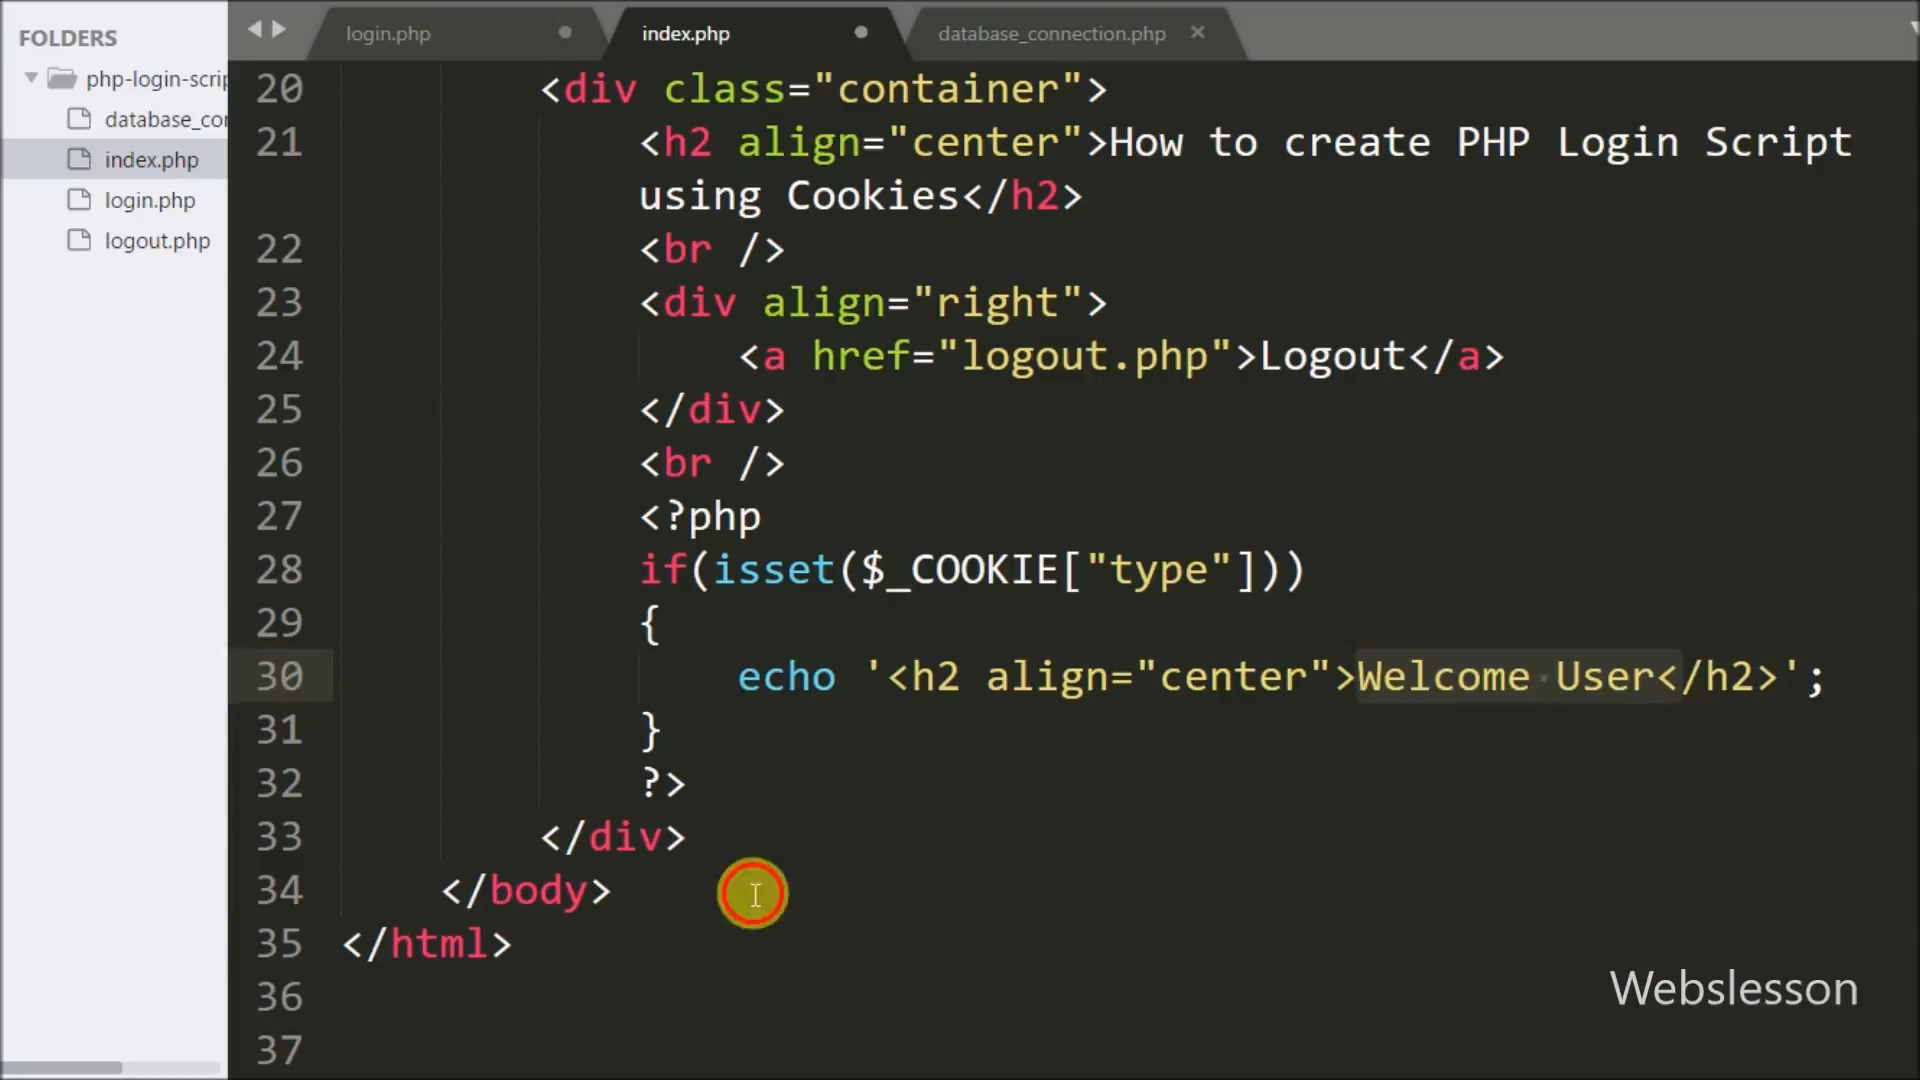 FOLDERS
php-login-scrip
database_con
index.php
login.php
logout.php
login.php
index.php
database_connection.php
20 <div class="container">
21 <h2 align="center">How to create PHP Login Script
using Cookies</h2>
22 <br />
23 <div align="right">
24 <a href="logout.php">Logout</a>
25 </div>
26 <br />
27 <?php
28 if(isset($_COOKIE["type"]))
29 {
30 echo '<h2 align="center">Welcome User</h2>';
31 }
32 ?>
33 </div>
34 </body>
35 </html>
36
37
Webslesson